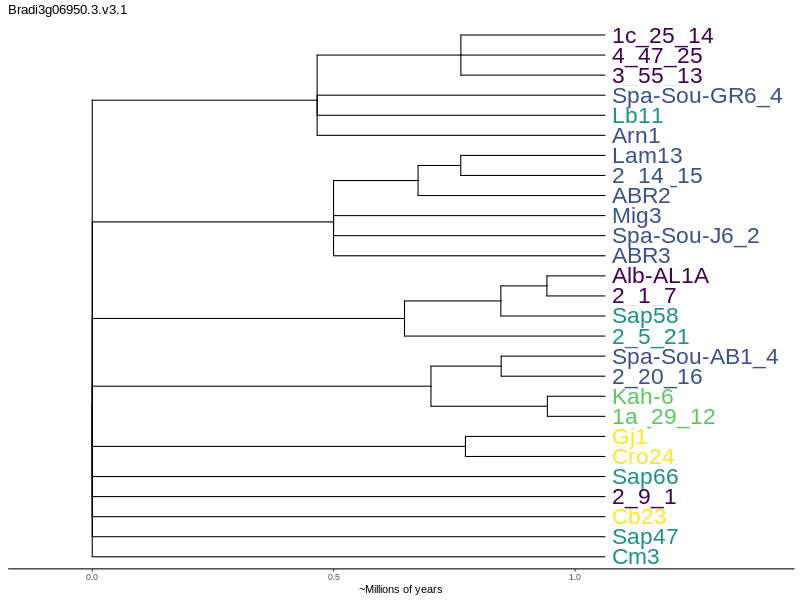 Bradi3g06950.3.v3.1
1c_25_14
4_47_25
3_55_13
Spa-Sou-GR6_4
Lb11
Arn1
Lam13
2_14_15
ABR2
Mig3
Spa-Sou-J6_2
ABR3
Alb-AL1A
2_1_7
Sap58
2_5_21
Spa-Sou-AB1_4
2_20_16
Kah-6
1a_29_12
Gj1
Cro24
Sap66
2_9_1
Cb23
Sap47
Cm3
0.0 0.5 1.0
~Millions of years